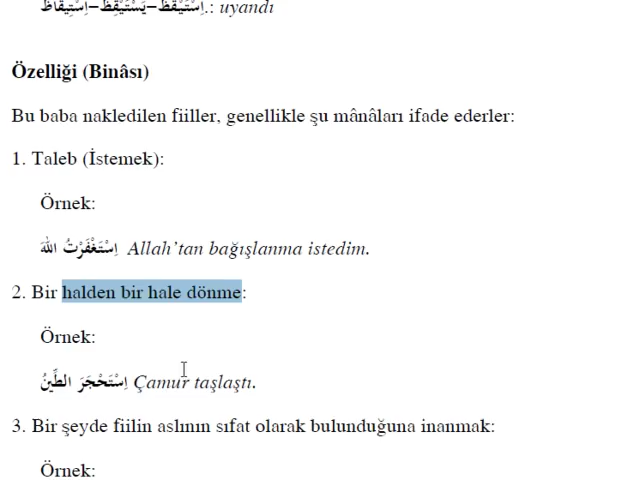 اِسْتَيْقَظَ–يَسْتَيْقِظُ–اِسْتِيقَاظ.: uyandı
Özelliği (Binâsı)
Bu baba nakledilen fiiller, genellikle şu mânâları ifade ederler:
1. Taleb (İstemek):
Örnek:
اِسْتَغْفَرْتُ اللهَ Allah’tan bağışlanma istedim.
2. Bir halden bir hale dönme:
Örnek:
اِسْتَحْجَرَ الطِّينُ Çamur taşlaştı.
3. Bir şeyde fiilin aslının sıfat olarak bulunduğuna inanmak:
Örnek: